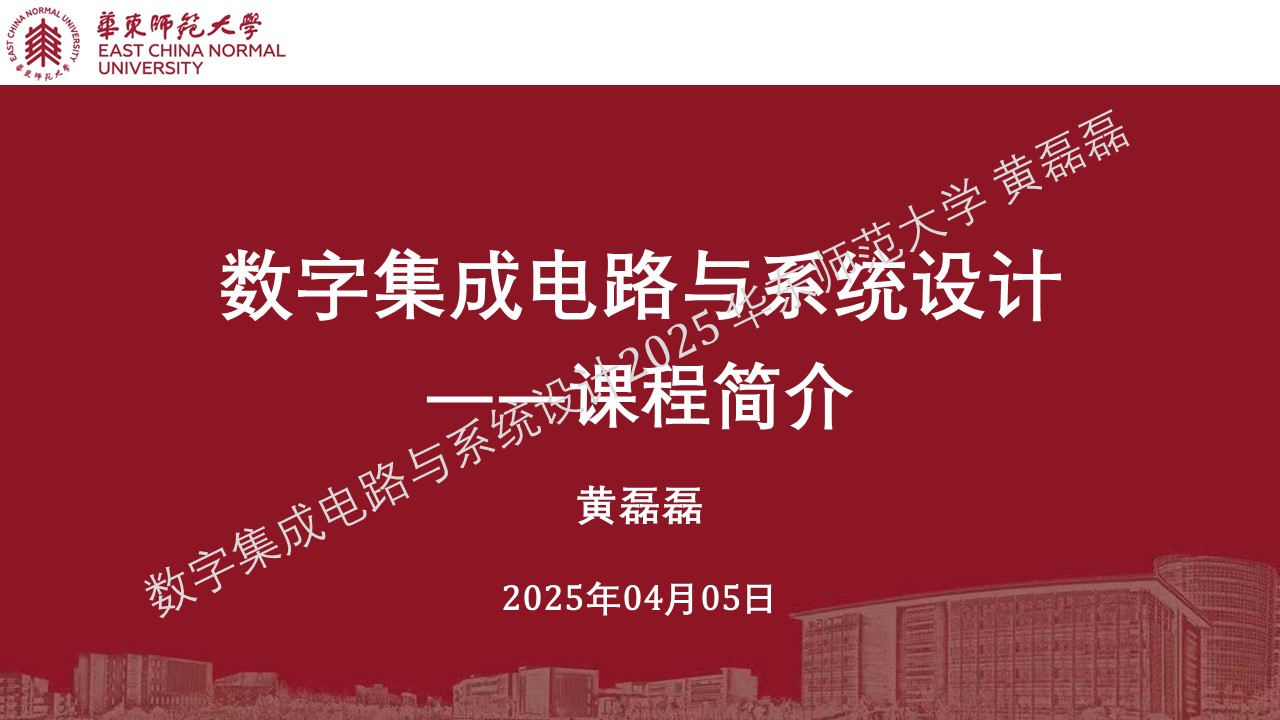 EAST CHINA NORMAL UNIVERSITY
華東師范大學
華東師范大學
EAST CHINA NORMAL
UNIVERSITY
数字集成电路与系统设计
——课程简介
黄磊磊
2025年04月05日
数字集成电路与系统设计2025 华东师范大学 黄磊磊